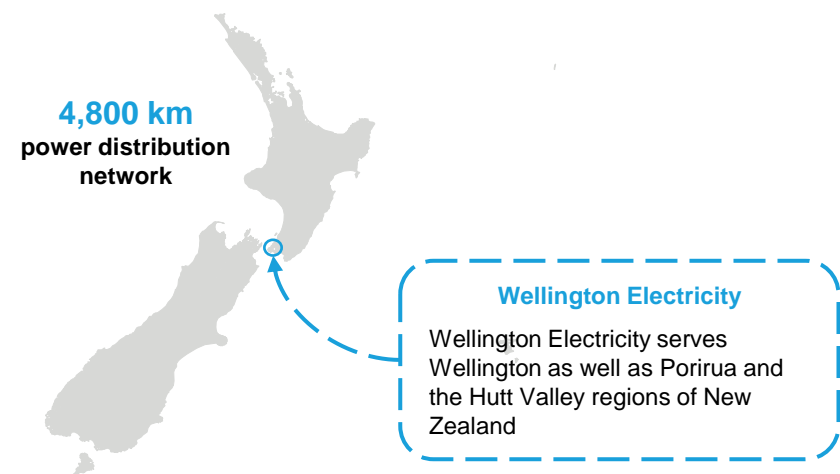 4,800 km
power distribution
network
Wellington Electricity
Wellington Electricity serves
Wellington as well as Porirua and
the Hutt Valley regions of New
Zealand